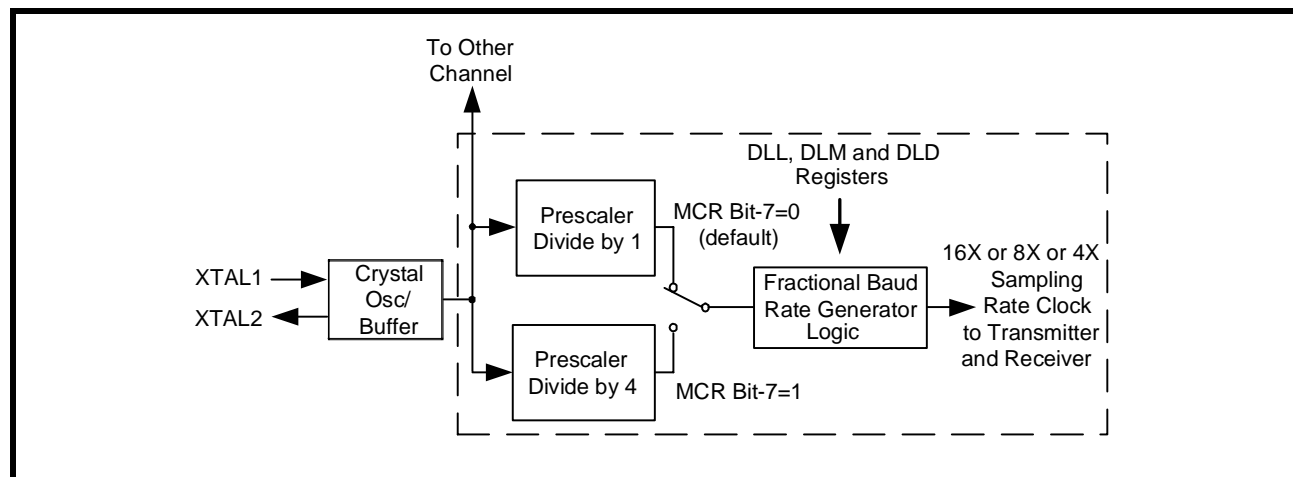 To Other
Channel
DLL, DLM and DLD
Registers
Prescaler
Divide by 1
MCR Bit-7=0
(default)
XTAL1
XTAL2
Crystal
Osc/
Buffer
Fractional Baud
Rate Generator
Logic
16X or 8X or 4X
Sampling
Rate Clock
to Transmitter
and Receiver
Prescaler
Divide by 4
MCR Bit-7=1